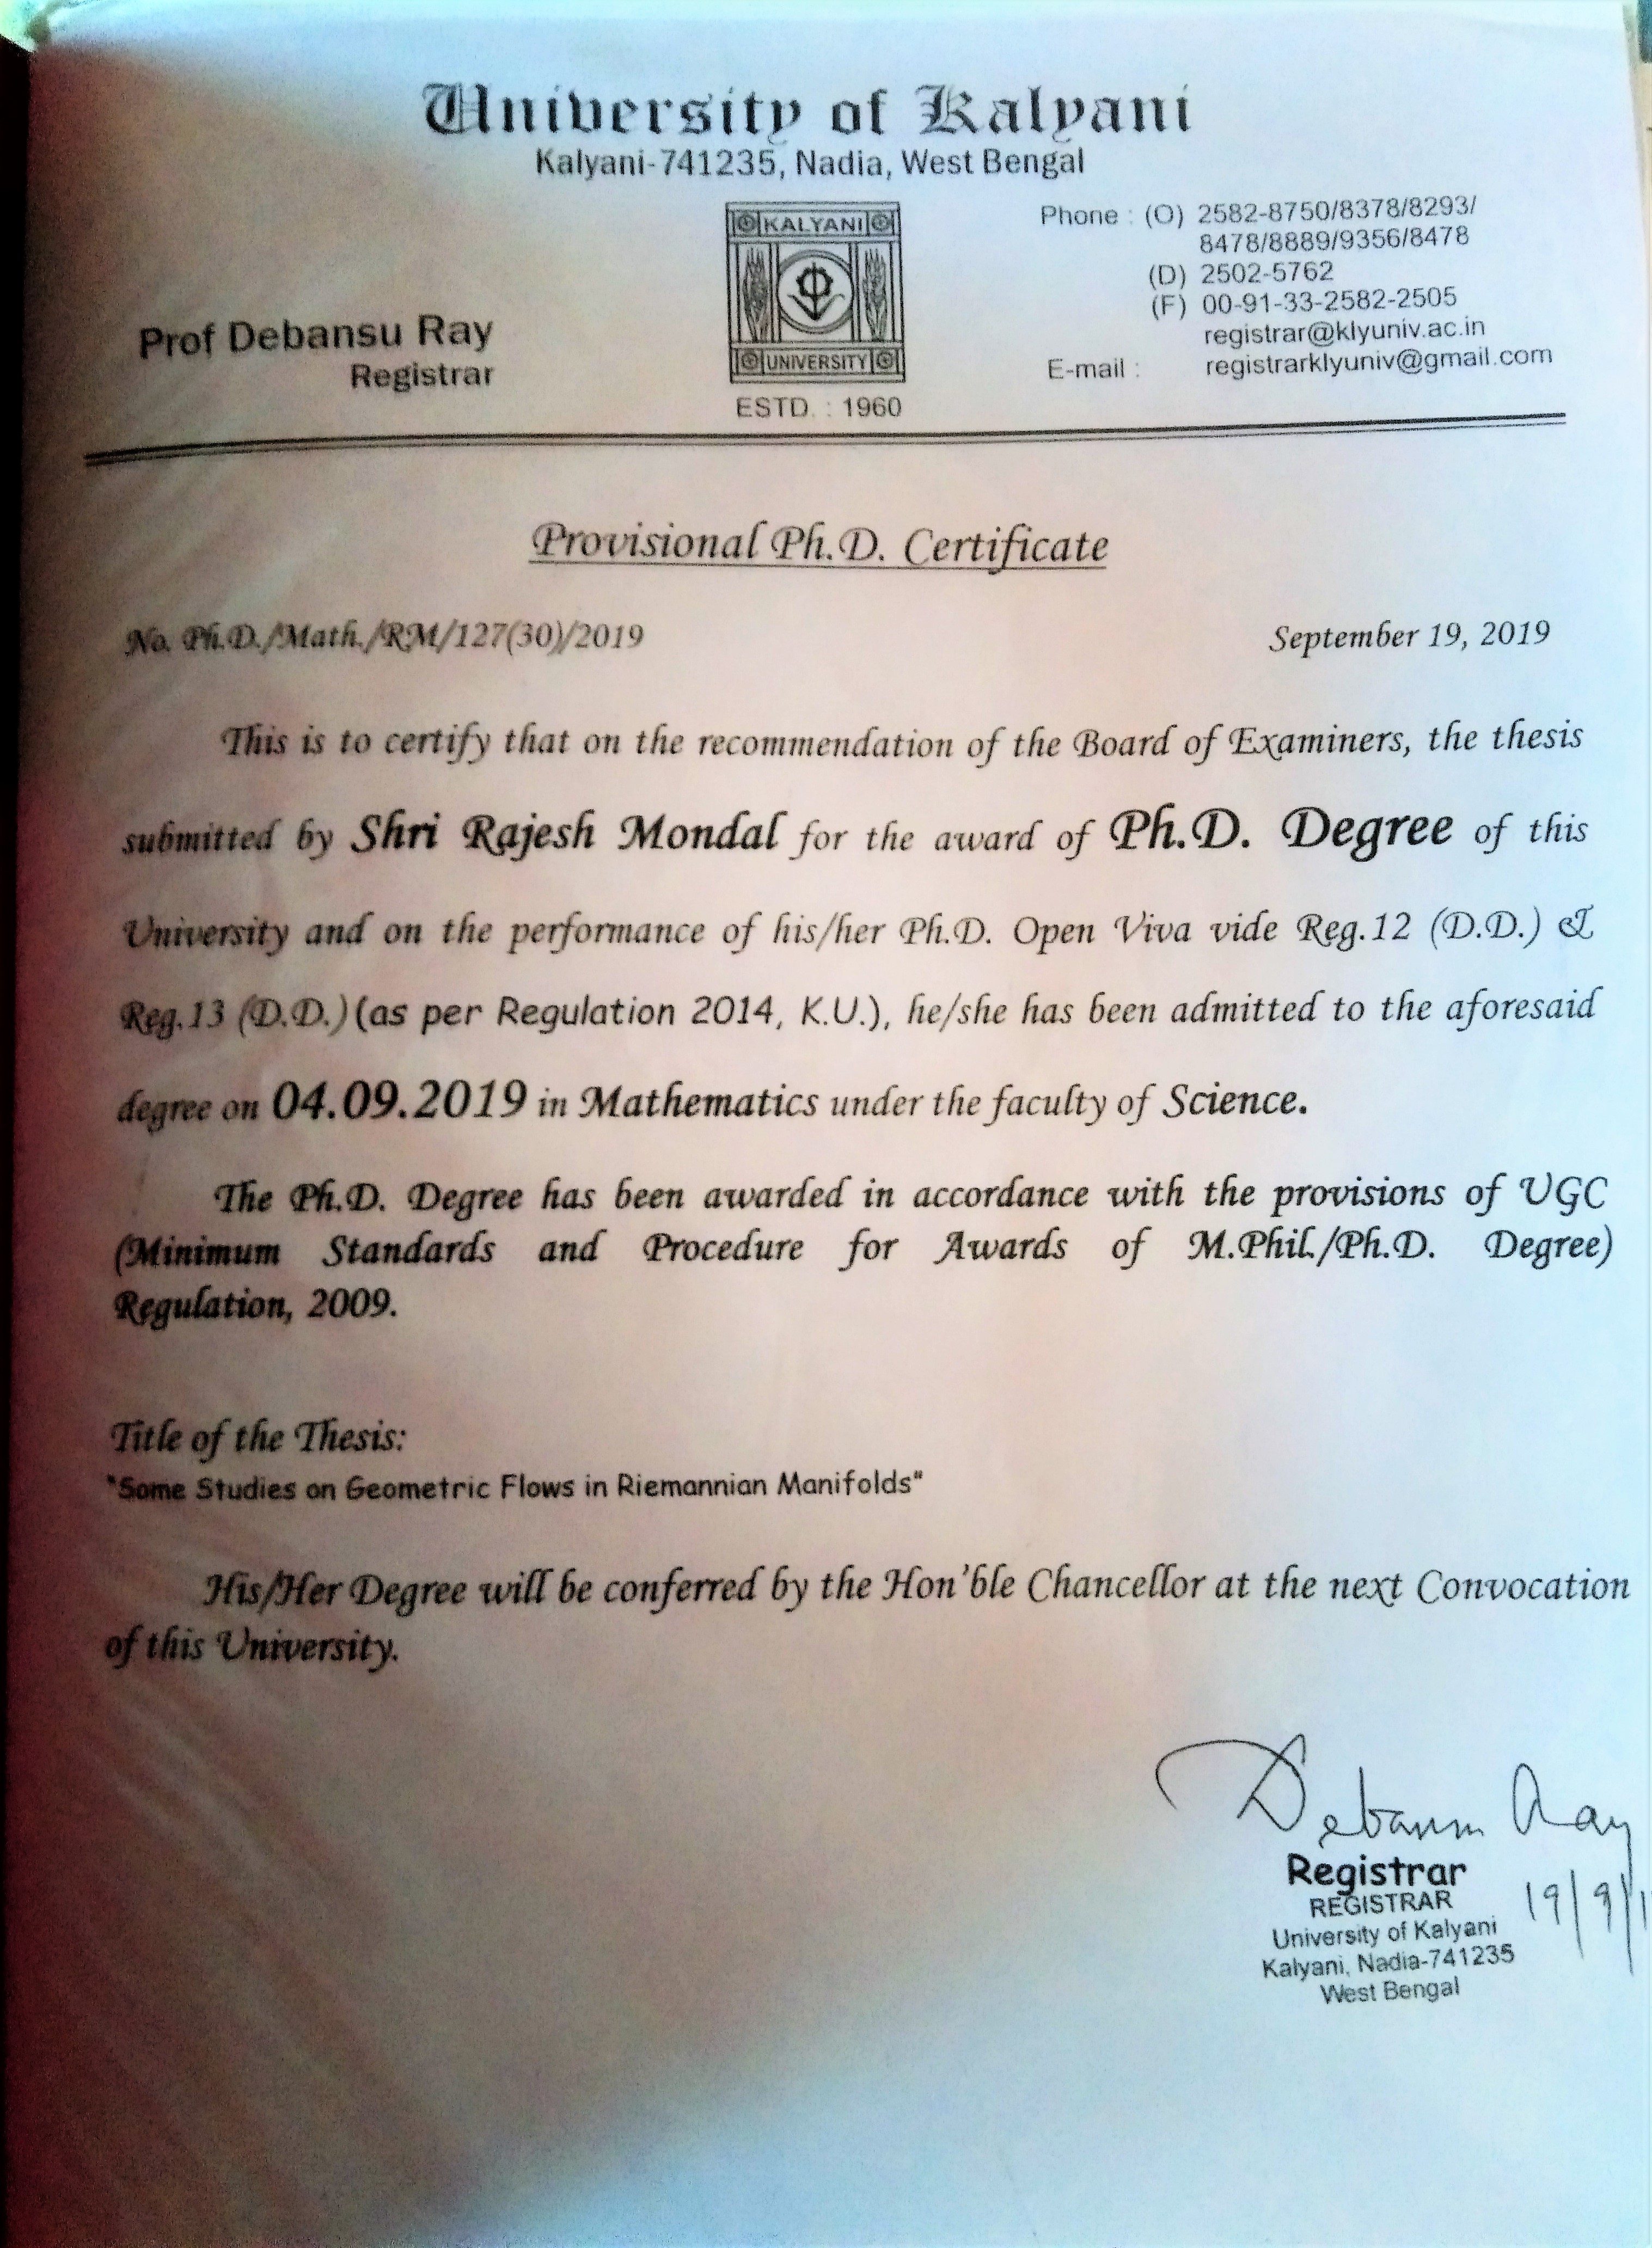 University of Kalyani
Kalyani-741235, Nadia, West Bengal
KALYANI
UNIVERSITY
ESTD. : 1960
Prof Debansu Ray
Registrar
Phone : (O) 2582-8750/8378/8293/
8478/8889/9356/8478
(D) 2502-5762
(F) 00-91-33-2582-2505
registrar@klyuniv.ac.in
E-mail : registrarklyuniv@gmail.com
Provisional Ph.D. Certificate
No. Ph.D./Math./RM/127(30)/2019 September 19, 2019
This is to certify that on the recommendation of the Board of Examiners, the thesis
submitted by Shri Rajesh Mondal for the award of Ph.D. Degree of this
University and on the performance of his/her Ph.D. Open Viva vide Reg.12 (D.D.) &
Reg.13 (D.D.) (as per Regulation 2014, K.U.), he/she has been admitted to the aforesaid
degree on 04.09.2019 in Mathematics under the faculty of Science.
The Ph.D. Degree has been awarded in accordance with the provisions of UGC
(Minimum Standards and Procedure for Awards of M.Phil./Ph.D. Degree)
Regulation, 2009.
Title of the Thesis:
"Some Studies on Geometric Flows in Riemannian Manifolds"
His/Her Degree will be conferred by the Hon'ble Chancellor at the next Convocation
of this University.
Debansu Ray
Registrar
REGISTRAR
University of Kalyani
Kalyani, Nadia-741235
West Bengal
19/9/1